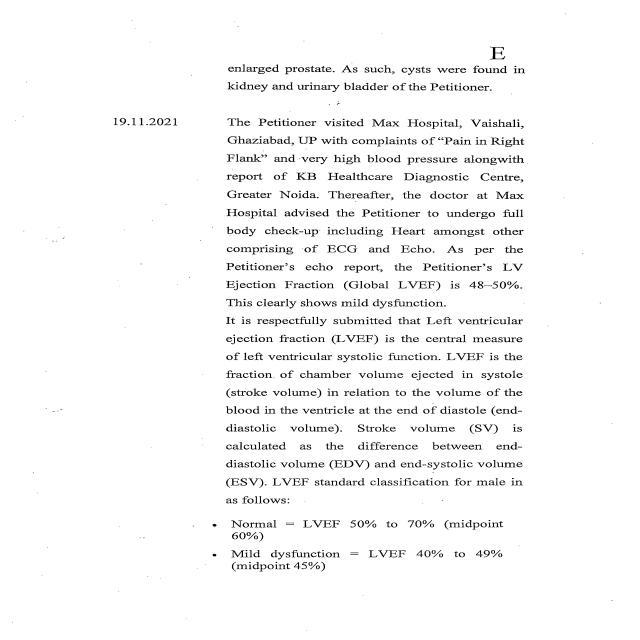 E
enlarged prostate. As such, cysts were found in
kidney and urinary bladder of the Petitioner.
19.11.2021
The Petitioner visited Max Hospital, Vaishali,
Ghaziabad, UP with complaints of “Pain in Right
Flank” and very high blood pressure alongwith
report of KB Healthcare Diagnostic Centre,
Greater Noida. Thereafter, the doctor at Max
Hospital advised the Petitioner to undergo full
body check-up including Heart amongst other
comprising of ECG and Echo. As per the
Petitioner’s echo report, the Petitioner’s LV
Ejection Fraction (Global LVEF) is 48–50%.
This clearly shows mild dysfunction.
It is respectfully submitted that Left ventricular
ejection fraction (LVEF) is the central measure
of left ventricular systolic function. LVEF is the
fraction of chamber volume ejected in systole
(stroke volume) in relation to the volume of the
blood in the ventricle at the end of diastole (end-
diastolic volume). Stroke volume (SV) is
calculated as the difference between end-
diastolic volume (EDV) and end-systolic volume
(ESV). LVEF standard classification for male in
as follows:
• Normal = LVEF 50% to 70% (midpoint
60%)
• Mild dysfunction = LVEF 40% to 49%
(midpoint 45%)